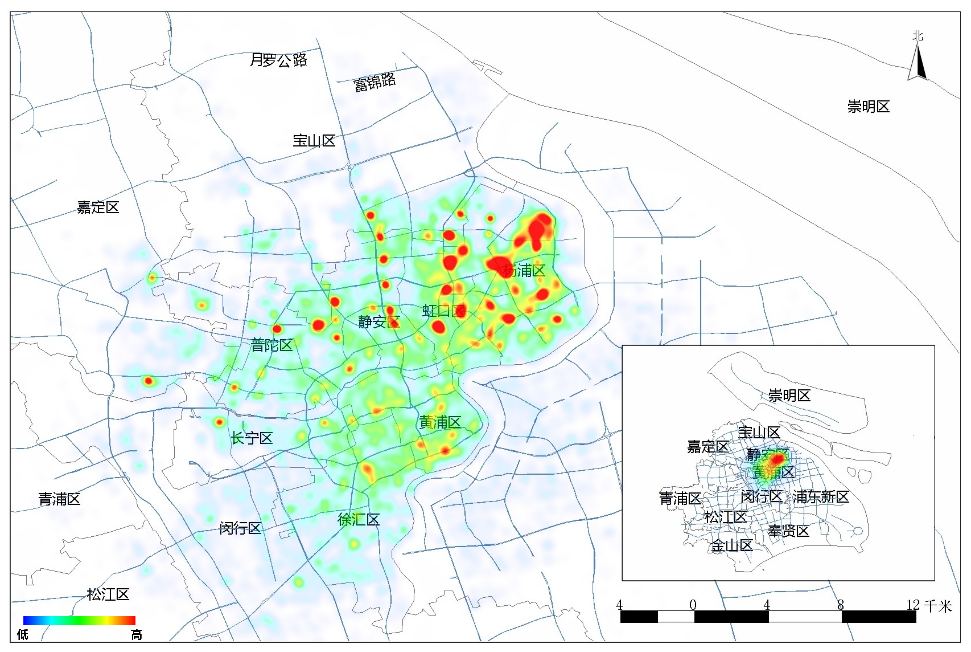 北
月罗公路
富锦路
崇明区
宝山区
嘉定区
杨浦区
虹口区
静安区
普陀区
黄浦区
长宁区
青浦区
徐汇区
闵行区
松江区
低 高
崇明区
宝山区
嘉定区
静安区
黄浦区
青浦区 闵行区 浦东新区
松江区
奉贤区
金山区
4 0 4 8 12 千米